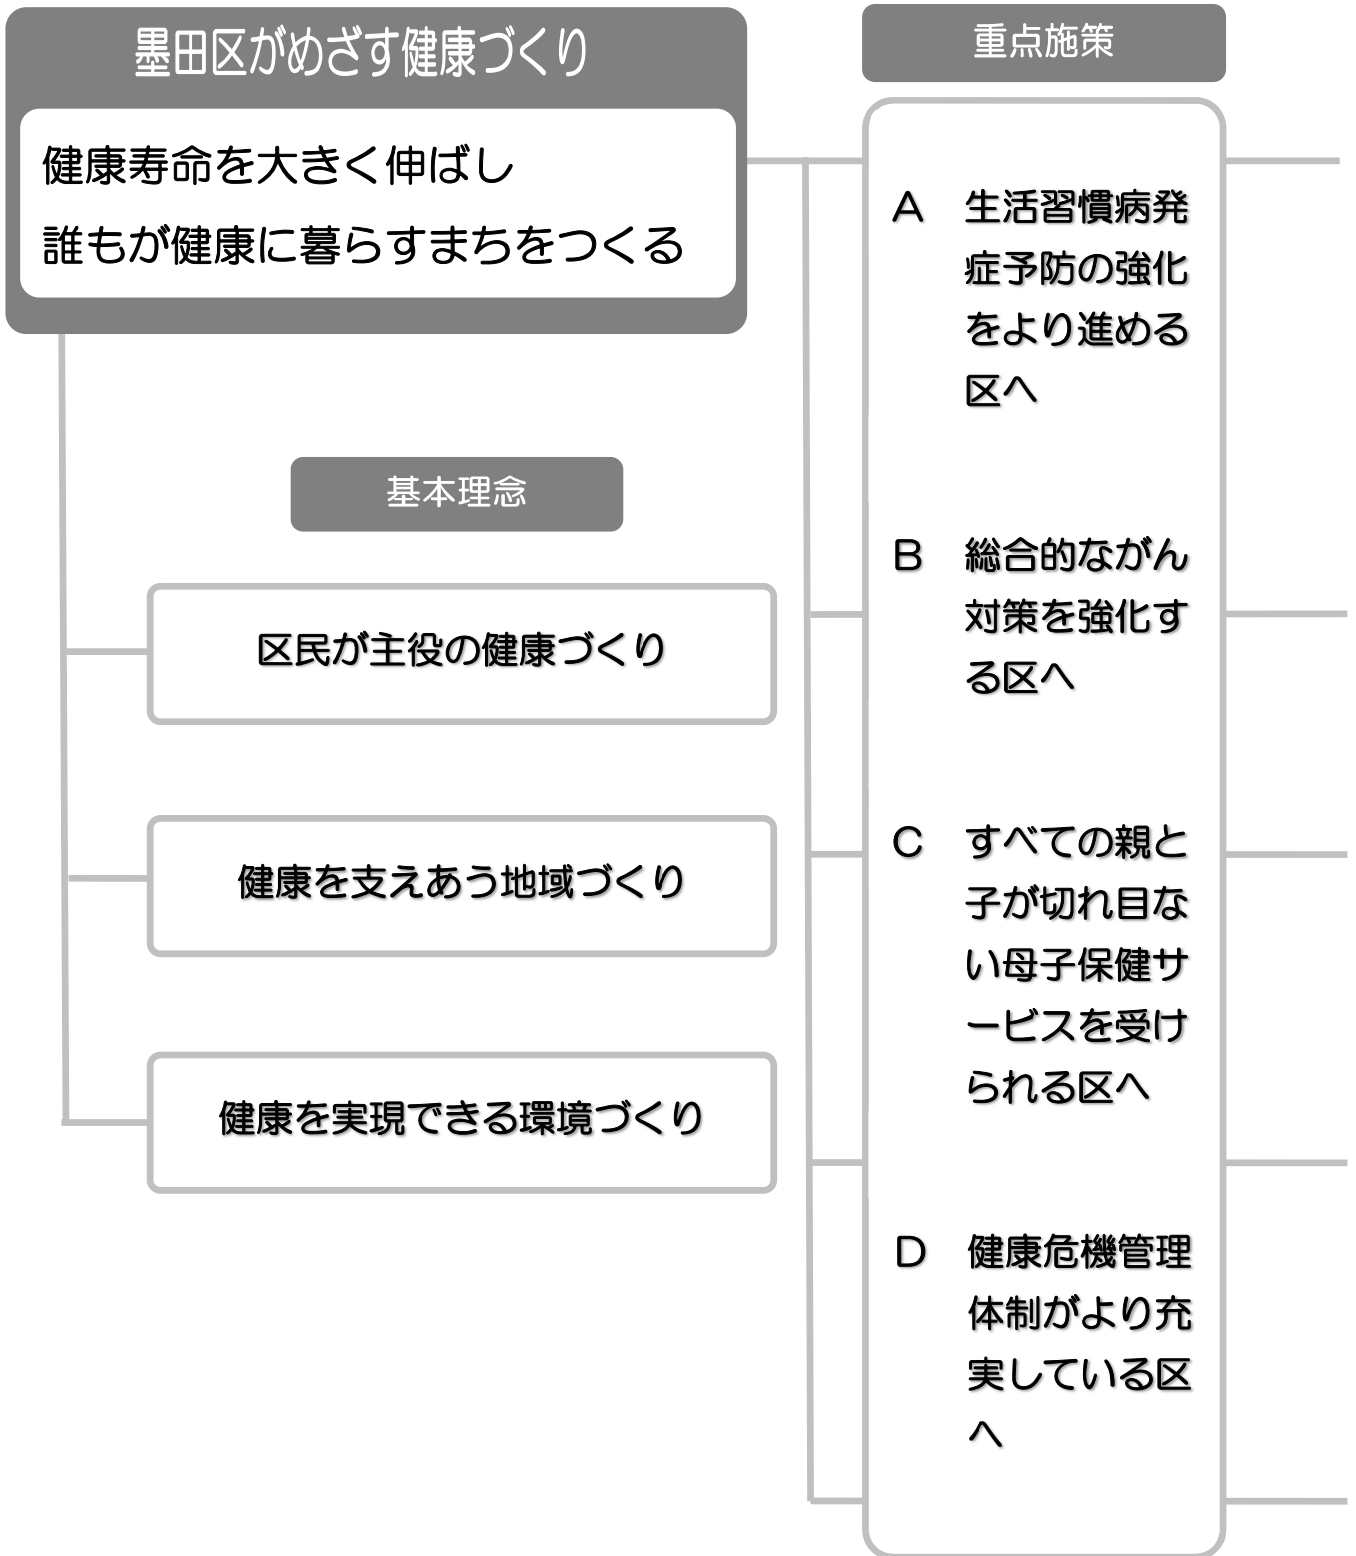 墨田区がめざす健康づくり
健康寿命を大きく伸ばし
誰もが健康に暮らすまちをつくる
基本理念
区民が主役の健康づくり
健康を支えあう地域づくり
健康を実現できる環境づくり
重点施策
A 生活習慣病発
症予防の強化
をより進める
区へ
B 総合的ながん
対策を強化す
る区へ
C すべての親と
子が切れ目な
い母子保健サ
ービスを受け
られる区へ
D 健康危機管理
体制がより充
実している区
へ